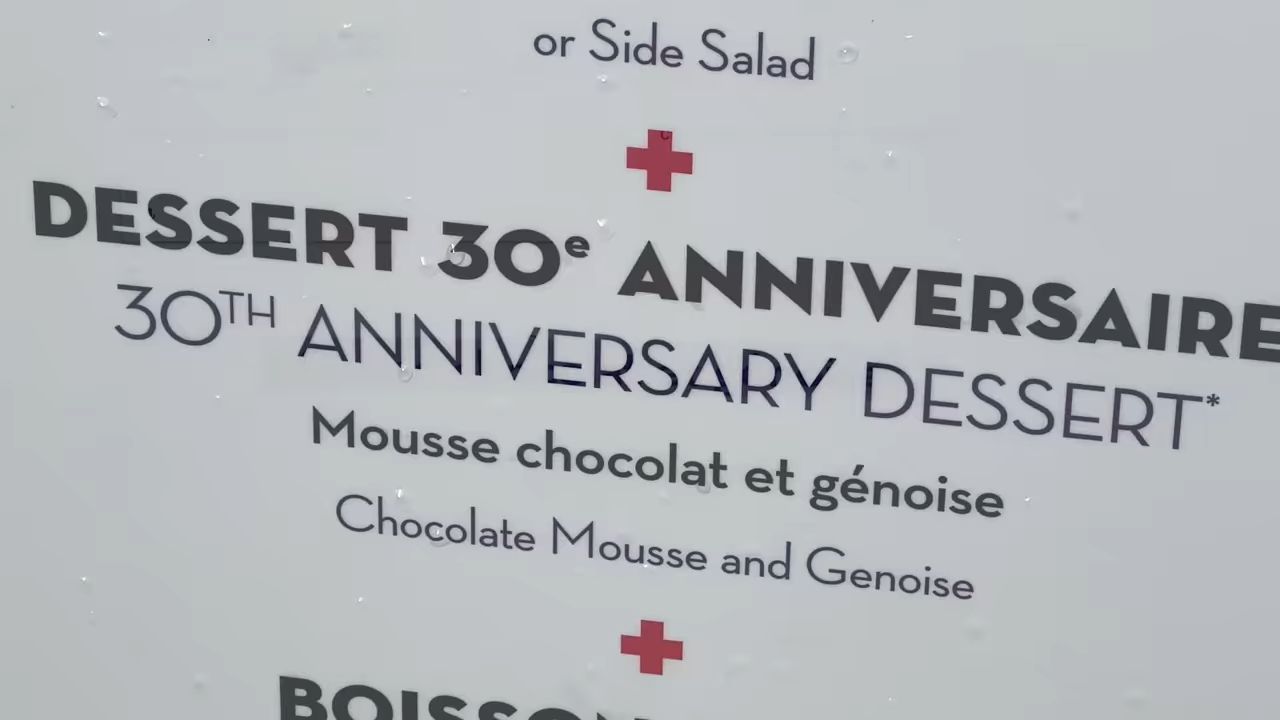 or Side Salad
DESSERT 30e ANNIVERSAIRE
30TH ANNIVERSARY DESSERT*
Mousse chocolat et génoise
Chocolate Mousse and Genoise